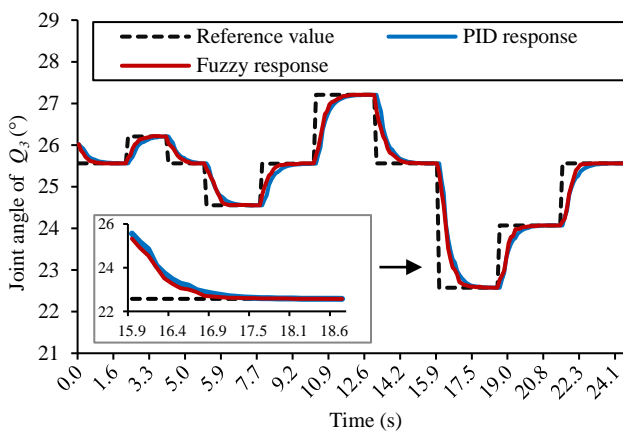 Reference value
PID response
Fuzzy response
Joint angle of Q3 (°)
29
28
27
26
25
24
23
22
21
26
24
22
15.9 16.4 16.9 17.5 18.1 18.6
0.0 1.6 3.3 5.0 5.9 7.7 9.2 10.9 12.6 14.2 15.9 17.5 19.0 20.8 22.3 24.1
Time (s)